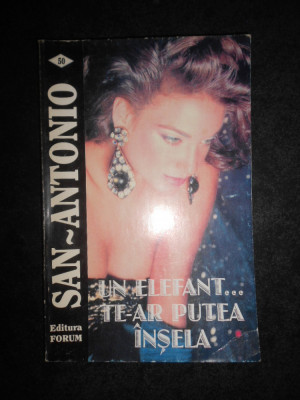 50
SAN~ANTONIO
Editura
FORUM
UN ELEFANT...
TE-AR PUTEA
ÎNȘELA